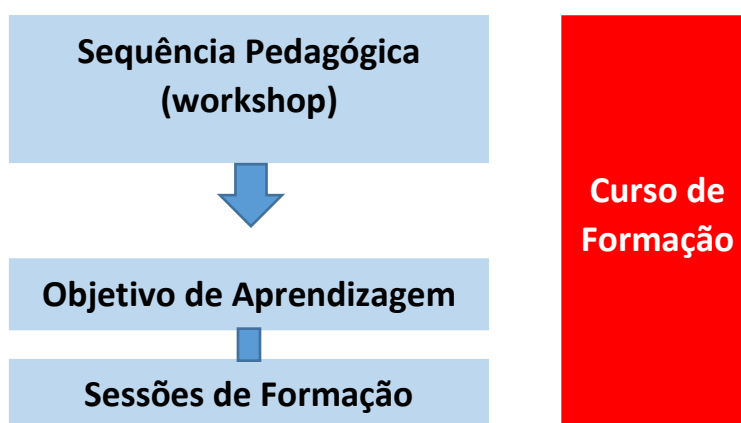 Sequência Pedagógica
(workshop)
Objetivo de Aprendizagem
Sessões de Formação
Curso de
Formação